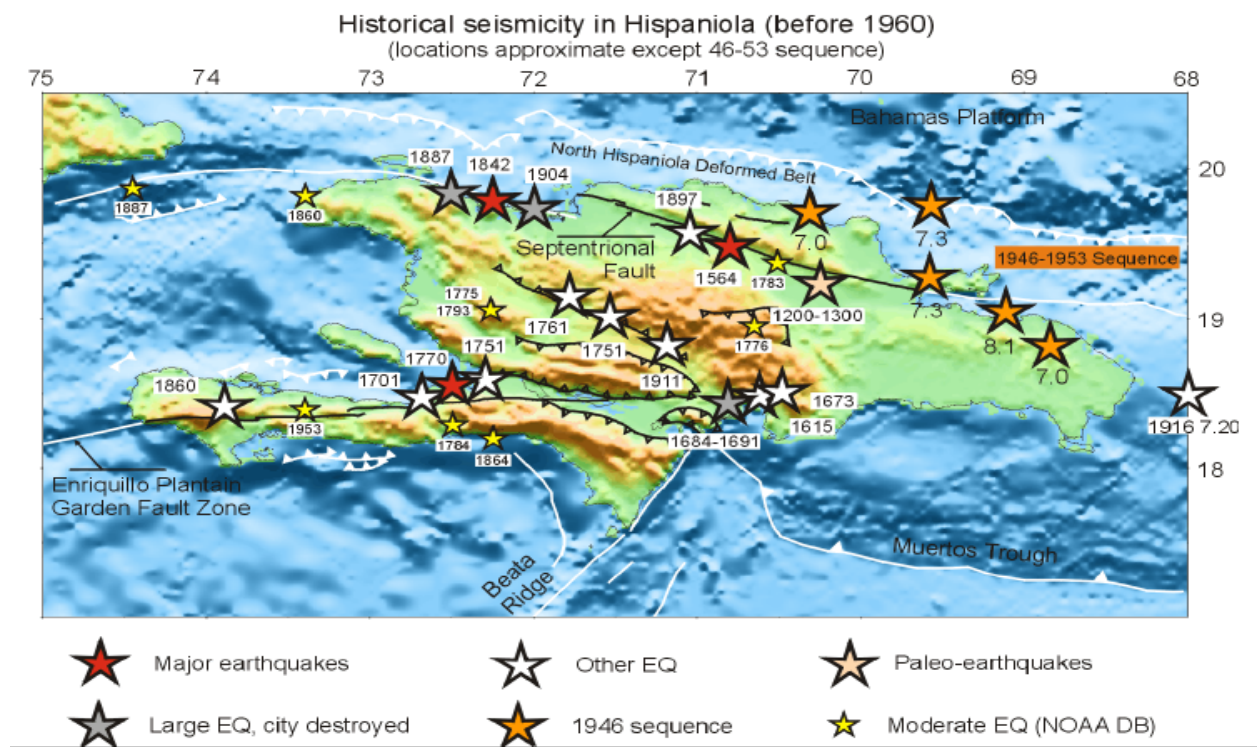 Historical seismicity in Hispaniola (before 1960)
(locations approximate except 46-53 sequence)
75 74 73 72 71 70 69 68
Bahamas Platform
North Hispaniola Deformed Belt
20
1887
1842
1904
1897
1887
1860
Septentrional
Fault
7.0
7.3
1946-1953 Sequence
1564
1783
1775
1793
1761
1751
1200-1300
1776
7.3
19
8.1
7.0
1751
1770
1701
1860
1911
1673
1615
1684-1691
1953
1784
1864
1916 7.20
18
Enriquillo Plantain
Garden Fault Zone
Beata
Ridge
Muertos Trough
Major earthquakes
Other EQ
Paleo-earthquakes
Large EQ, city destroyed
1946 sequence
Moderate EQ (NOAA DB)